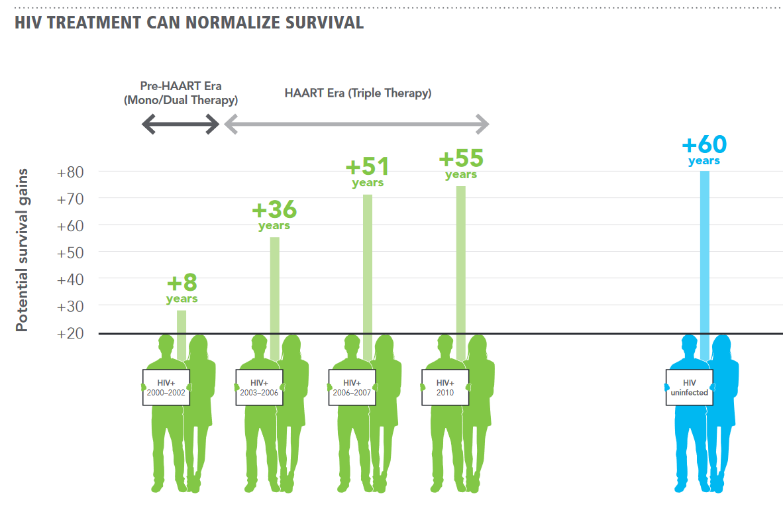 HIV TREATMENT CAN NORMALIZE SURVIVAL
Pre-HAART Era
(Mono/Dual Therapy)
HAART Era (Triple Therapy)
Potential survival gains
+80
+70
+60
+50
+40
+30
+20
+8
years
+36
years
+51
years
+55
years
+60
years
HIV+
2000–2002
HIV+
2003–2006
HIV+
2006–2007
HIV+
2010
HIV
uninfected